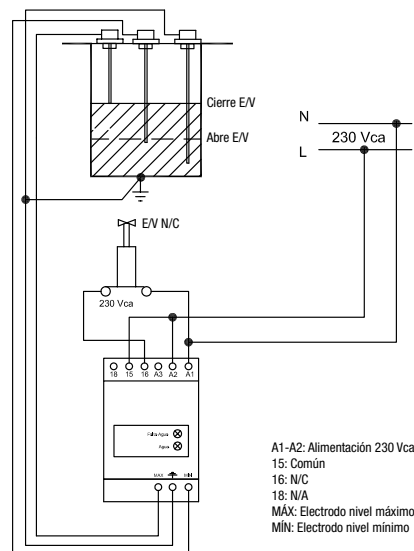 Cierre E/V
Abre E/V
N
230 Vca
L
E/V N/C
230 Vca
18 15 16 A3 A2 A1
Falta Agua
Agua
MAX MIN
A1-A2: Alimentación 230 Vca
15: Común
16: N/C
18: N/A
MÁX: Electrodo nivel máximo
MÍN: Electrodo nivel mínimo